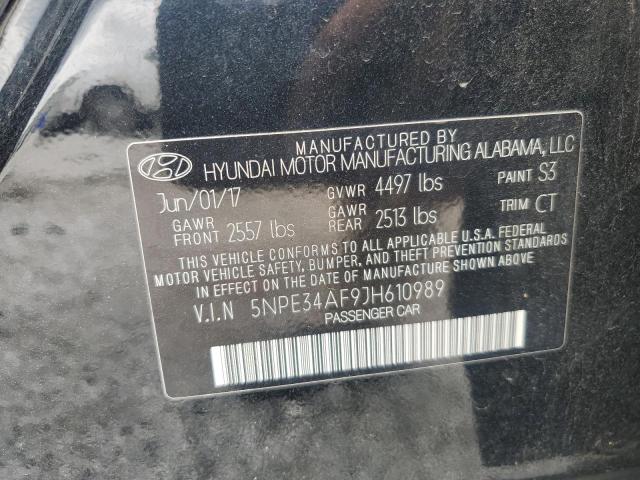 MANUFACTURED BY
HYUNDAI MOTOR MANUFACTURING ALABAMA, LLC
Jun/01/17 GVWR 4497 lbs PAINT S3
GAWR FRONT 2557 lbs GAWR REAR 2513 lbs TRIM CT
THIS VEHICLE CONFORMS TO ALL APPLICABLE U.S.A. FEDERAL
MOTOR VEHICLE SAFETY, BUMPER, AND THEFT PREVENTION STANDARDS
IN EFFECT ON THE DATE OF MANUFACTURE SHOWN ABOVE.
V.I.N 5NPE34AF9JH610989
PASSENGER CAR